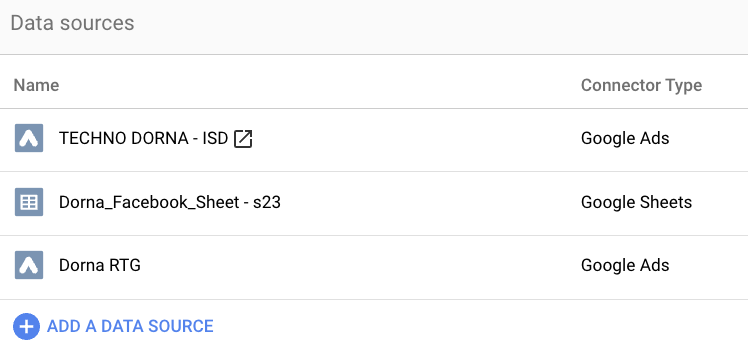 Data sources
Name Connector Type
TECHNO DORNA - ISD Google Ads
Dorna_Facebook_Sheet - s23 Google Sheets
Dorna RTG Google Ads
ADD A DATA SOURCE